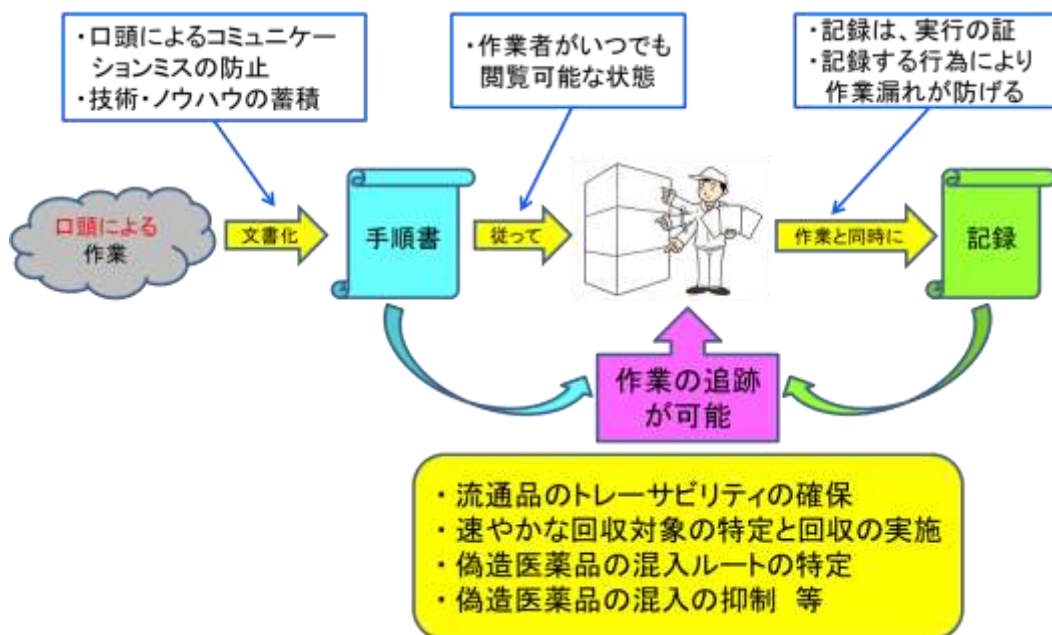 ・口頭によるコミュニケー
ションミスの防止
・技術・ノウハウの蓄積
・作業者がいつでも
閲覧可能な状態
・記録は、実行の証
・記録する行為により
作業漏れが防げる
口頭による
作業
文書化
手順書
従って
作業と同時に
記録
作業の追跡
が可能
・流通品のトレーサビリティの確保
・速やかな回収対象の特定と回収の実施
・偽造医薬品の混入ルートの特定
・偽造医薬品の混入の抑制 等